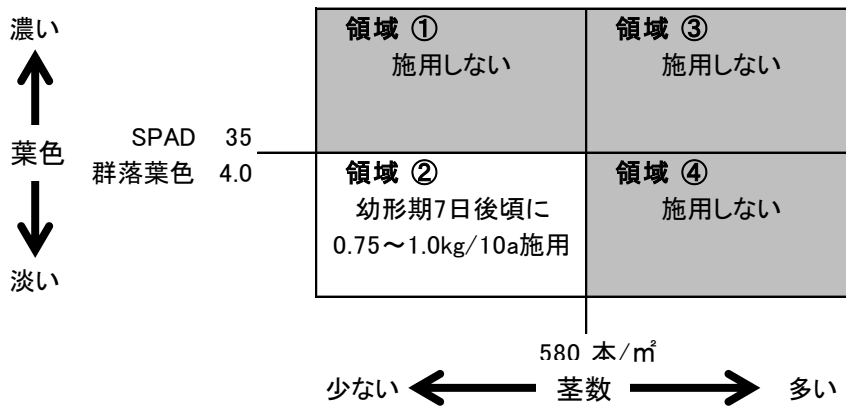 濃い
葉色
淡い
SPAD 35
群落葉色 4.0
領域 ①
施用しない
領域 ③
施用しない
領域 ②
幼形期7日後頃に
0.75～1.0kg/10a施用
領域 ④
施用しない
580 本/㎡
少ない 茎数 多い